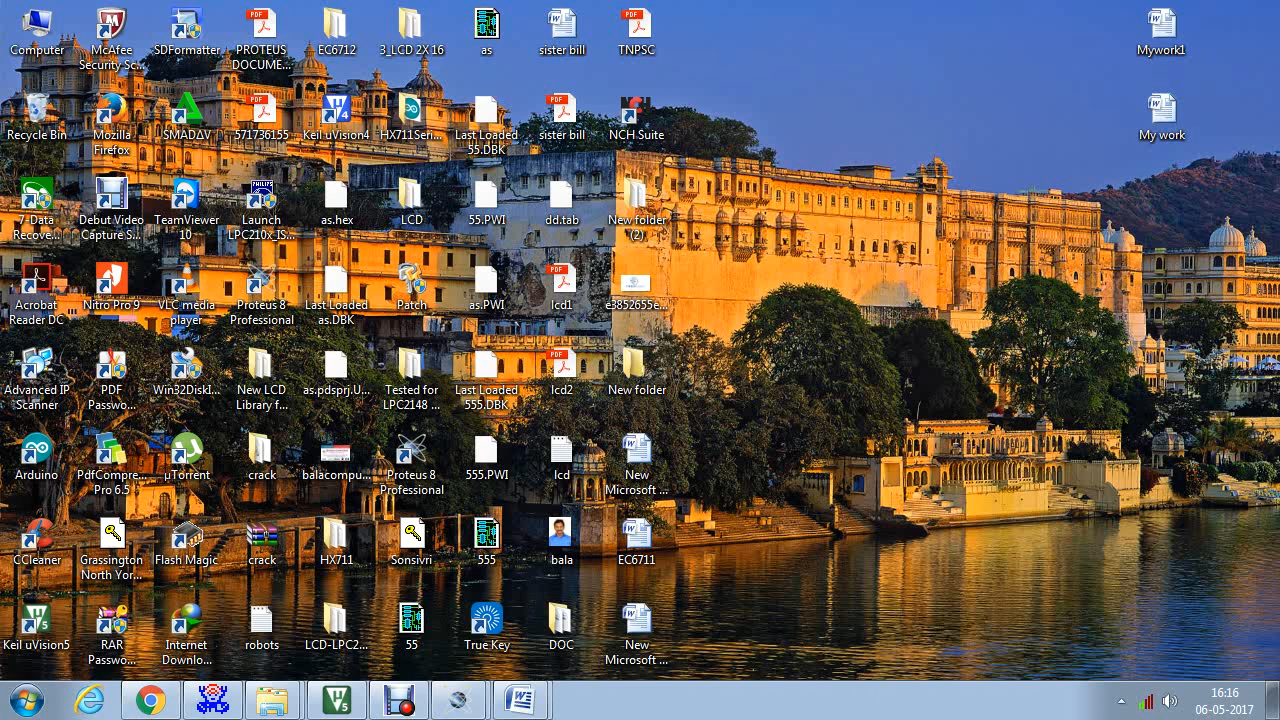 Computer
McAfee
Security Sc...
SDFormatter
PROTEUS
DOCUME...
EC6712
3_LCD 2X 16
as
sister bill
TNPSC
Mywork1
Recycle Bin
Mozilla
Firefox
SMADΔV
571736155
Keil uVision4
HX711Seri...
Last Loaded
55.DBK
sister bill
NCH Suite
My work
7-Data
Recove...
Debut Video
Capture S...
TeamViewer
10
PHILIPS
Launch
LPC210x_IS...
as.hex
LCD
55.PWI
dd.tab
New folder
(2)
Acrobat
Reader DC
Nitro Pro 9
VLC media
player
Proteus 8
Professional
Last Loaded
as.DBK
Patch
as.PWI
lcd1
e3852655e...
Advanced IP
Scanner
PDF
Passwo...
Win32DiskI...
New LCD
Library f...
as.pdsprj.U...
Tested for
LPC2148 ...
Last Loaded
555.DBK
lcd2
New folder
Arduino
PdfCompre...
Pro 6.5
µTorrent
crack
balacompu...
Proteus 8
Professional
555.PWI
lcd
New
Microsoft ...
CCleaner
Grassington
North Yor...
Flash Magic
crack
HX711
Sonsivri
555
bala
EC6711
Keil uVision5
RAR
Passwo...
Internet
Downlo...
robots
LCD-LPC2...
55
True Key
DOC
New
Microsoft ...
16:16
06-05-2017